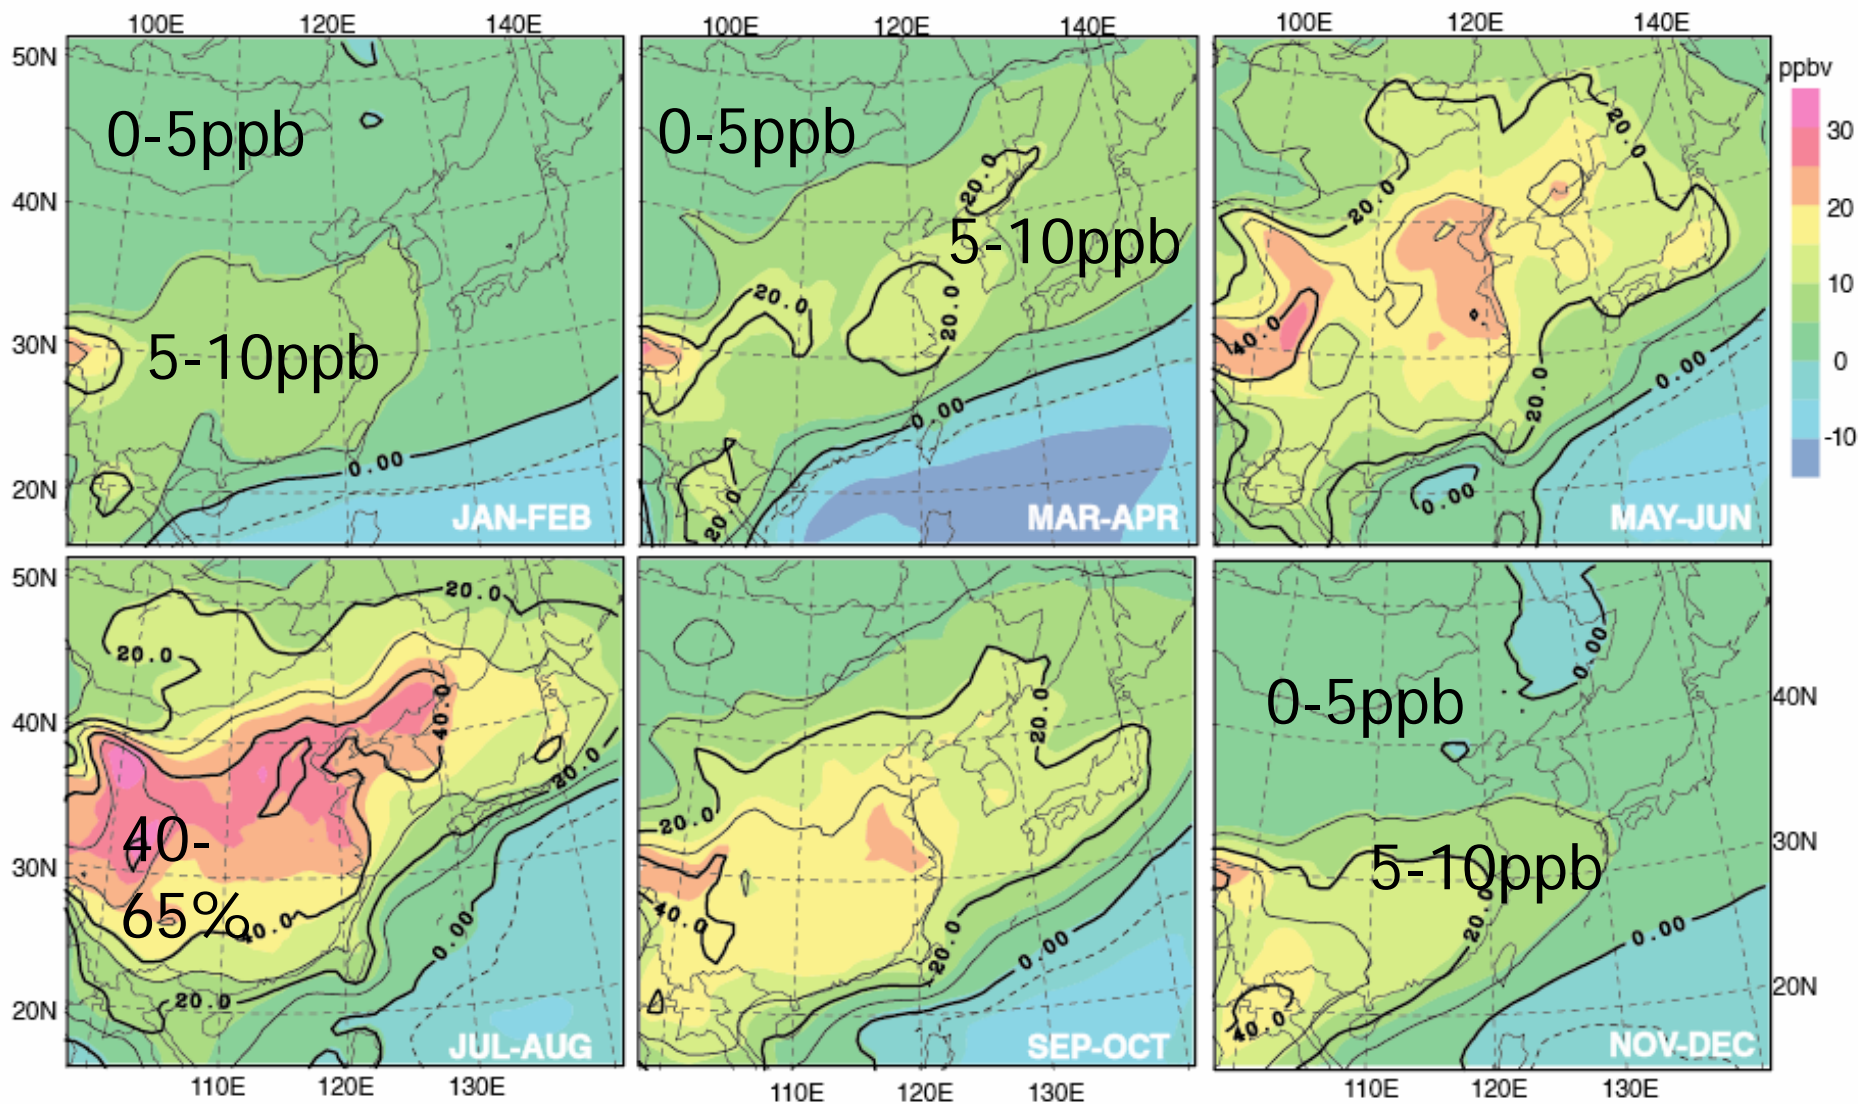 100E 120E 140E 100E 120E 140E 100E 120E 140E
ppbv
50N
40N
30N
20N
0-5ppb
5-10ppb
0.00
JAN-FEB
0-5ppb
20.0
5-10ppb
20.0
20.0
0.00
20.0
MAR-APR
20.0
20.0
40.0
0.00
20.0
0.00
MAY-JUN
30
20
10
0
-10
50N
40N
30N
20N
20.0
20.0
40.0
20.0
40-
65%
40.0
0.00
20.0
JUL-AUG
20.0
20.0
40.0
20.0
0.00
SEP-OCT
0.00
0-5ppb
5-10ppb
20.0
0.00
40.0
NOV-DEC
40N
30N
20N
110E 120E 130E 110E 120E 130E 110E 120E 130E